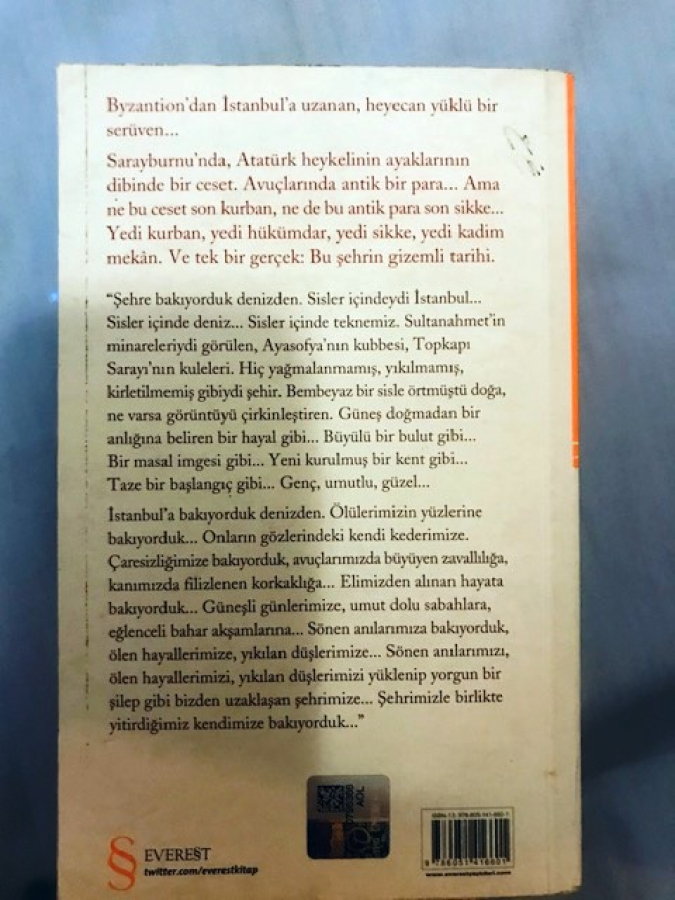 Byzantion'dan İstanbul'a uzanan, heyecan yüklü bir
serüven...
Sarayburnu'nda, Atatürk heykelinin ayaklarının
dibinde bir ceset. Avuçlarında antik bir para... Ama
ne bu ceset son kurban, ne de bu antik para son sikke...
Yedi kurban, yedi hükümdar, yedi sikke, yedi kadim
mekân. Ve tek bir gerçek: Bu şehrin gizemli tarihi.
"Şehre bakıyorduk denizden. Sisler içindeydi İstanbul...
Sisler içinde deniz... Sisler içinde teknemiz. Sultanahmet'in
minareleriydi görülen, Ayasofya'nın kubbesi, Topkapı
Sarayı'nın kuleleri. Hiç yağmalanmamış, yıkılmamış,
kirletilmemiş gibiydi şehir. Bembeyaz bir sisle örtmüştü doğa,
ne varsa görüntüyü çirkinleştiren. Güneş doğmadan bir
anlığına beliren bir hayal gibi... Büyülü bir bulut gibi...
Bir masal imgesi gibi... Yeni kurulmuş bir kent gibi...
Taze bir başlangıç gibi... Genç, umutlu, güzel...
İstanbul'a bakıyorduk denizden. Ölülerimizin yüzlerine
bakıyorduk... Onların gözlerindeki kendi kederimize.
Çaresizliğimize bakıyorduk, avuçlarımızda büyüyen zavallılığa,
kanımızda filizlenen korkaklığa... Elimizden alınan hayata
bakıyorduk... Güneşli günlerimize, umut dolu sabahlara,
eğlenceli bahar akşamlarına... Sönen anılarımıza bakıyorduk,
ölen hayallerimize, yıkılan düşlerimize... Sönen anılarımızı,
ölen hayallerimizi, yıkılan düşlerimizi yüklenip yorgun bir
şilep gibi bizden uzaklaşan şehrimize... Şehrimizle birlikte
yitirdiğimiz kendimize bakıyorduk..."
EVEREST
twitter.com/everestkitap
AOL
9 786051 416601